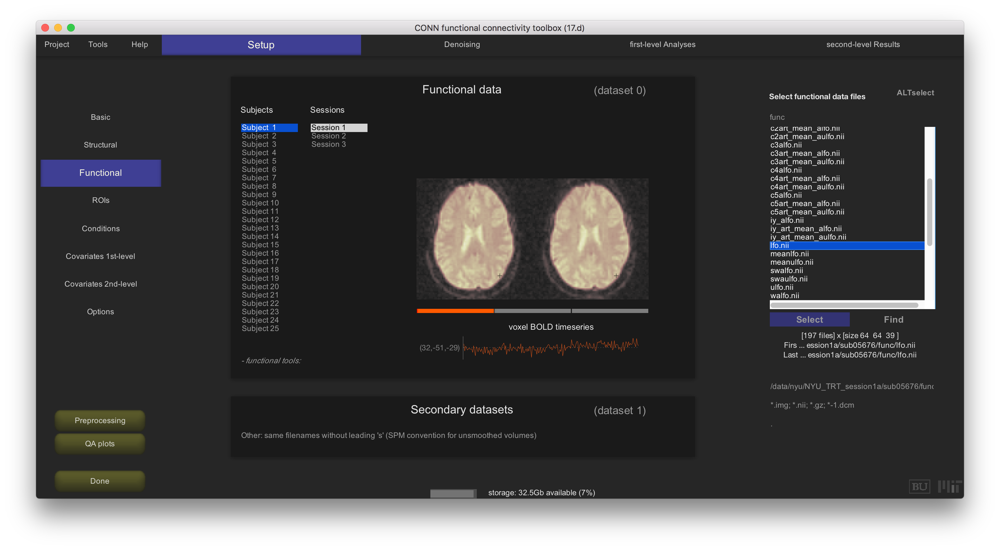 CONN functional connectivity toolbox (17.d)
Project Tools Help Setup Denoising first-level Analyses second-level Results
Basic
Structural
Functional
ROIs
Conditions
Covariates 1st-level
Covariates 2nd-level
Options
Preprocessing
QA plots
Done
Functional data (dataset 0)
Subjects Sessions
Subject 1 Session 1
Subject 2 Session 2
Subject 3 Session 3
Subject 4
Subject 5
Subject 6
Subject 7
Subject 8
Subject 9
Subject 10
Subject 11
Subject 12
Subject 13
Subject 14
Subject 15
Subject 16
Subject 17
Subject 18
Subject 19
Subject 20
Subject 21
Subject 22
Subject 23
Subject 24
Subject 25
voxel BOLD timeseries
(32,-51,-29)
- functional tools:
Secondary datasets (dataset 1)
Other: same filenames without leading 's' (SPM convention for unsmoothed volumes)
storage: 32.5Gb available (7%)
Select functional data files ALTselect
func
c2art_mean_alfo.nii
c2art_mean_aulfo.nii
c3alfo.nii
c3art_mean_alfo.nii
c3art_mean_aulfo.nii
c4alfo.nii
c4art_mean_alfo.nii
c4art_mean_aulfo.nii
c5alfo.nii
c5art_mean_alfo.nii
c5art_mean_aulfo.nii
iy_alfo.nii
iy_art_mean_alfo.nii
iy_art_mean_aulfo.nii
lfo.nii
meanlfo.nii
meanulfo.nii
swalfo.nii
swaulfo.nii
ulfo.nii
walfo.nii
Select Find
[197 files] x [size 64 64 39 ]
Firs ... ession1a/sub05676/func/lfo.nii
Last ... ession1a/sub05676/func/lfo.nii
/data/nyu/NYU_TRT_session1a/sub05676/func
*.img; *.nii; *.gz; *-1.dcm
.
BU MIT